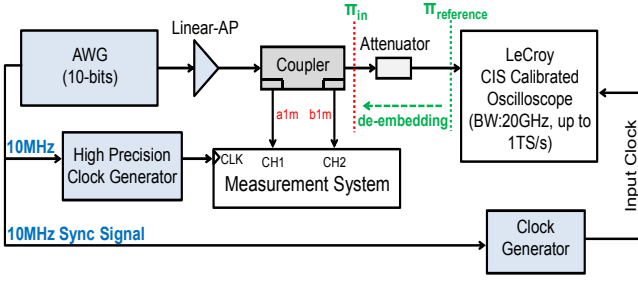 AWG
(10-bits)
Linear-AP
Coupler
πin
Attenuator
πreference
LeCroy
CIS Calibrated
Oscilloscope
(BW:20GHz, up to
1TS/s)
a1m b1m
de-embedding
10MHz
High Precision
Clock Generator
CLK CH1 CH2
Measurement System
Input Clock
10MHz Sync Signal
Clock
Generator